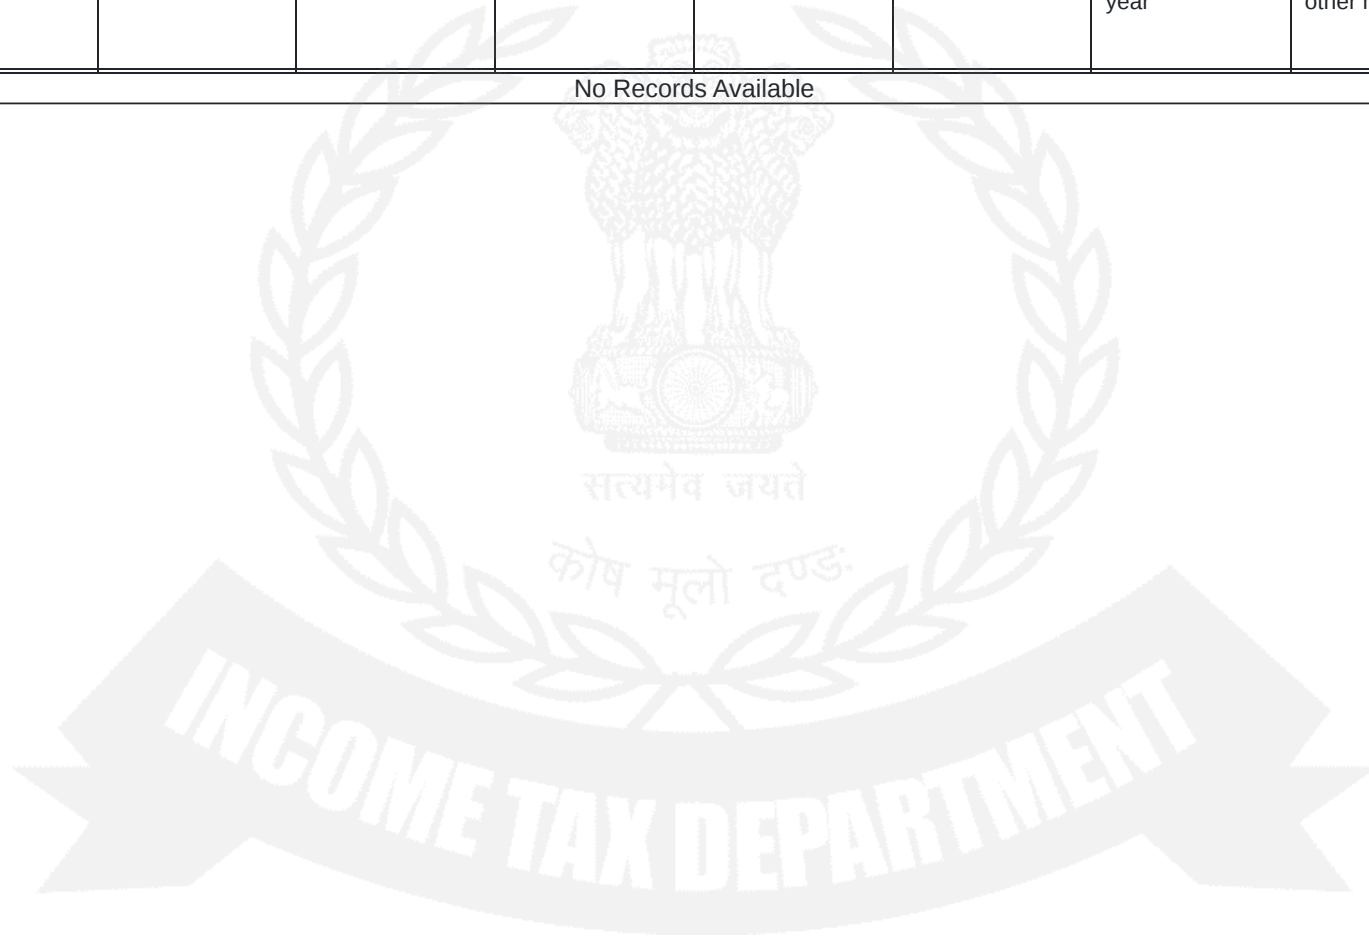 year
other
No Records Available
सत्यमेव जयते
कोष मूलो दण्डः
INCOME TAX DEPARTMENT